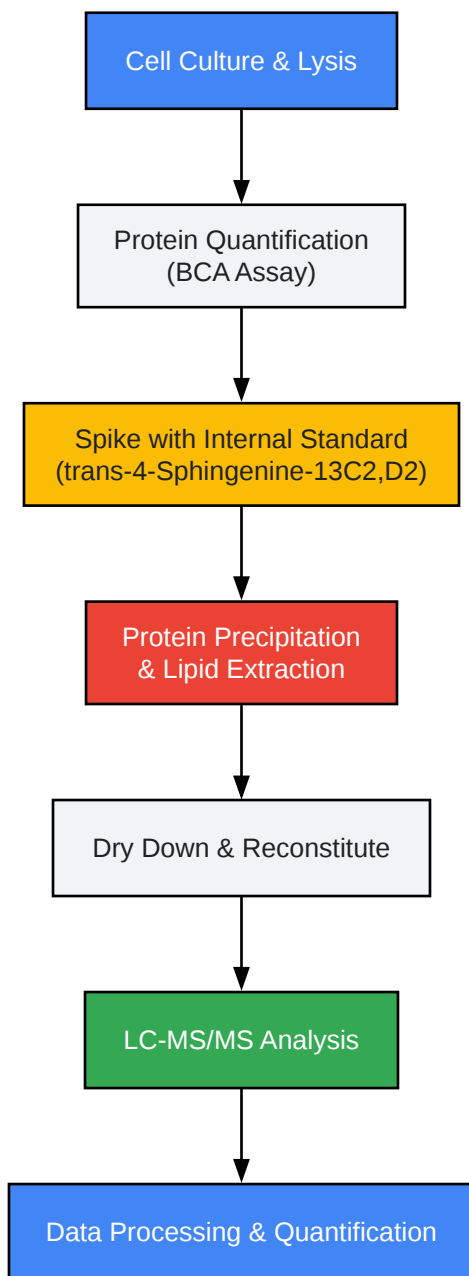 Cell Culture & Lysis
Protein Quantification
(BCA Assay)
Spike with Internal Standard
(trans-4-Sphingenine-13C2,D2)
Protein Precipitation
& Lipid Extraction
Dry Down & Reconstitute
LC-MS/MS Analysis
Data Processing & Quantification